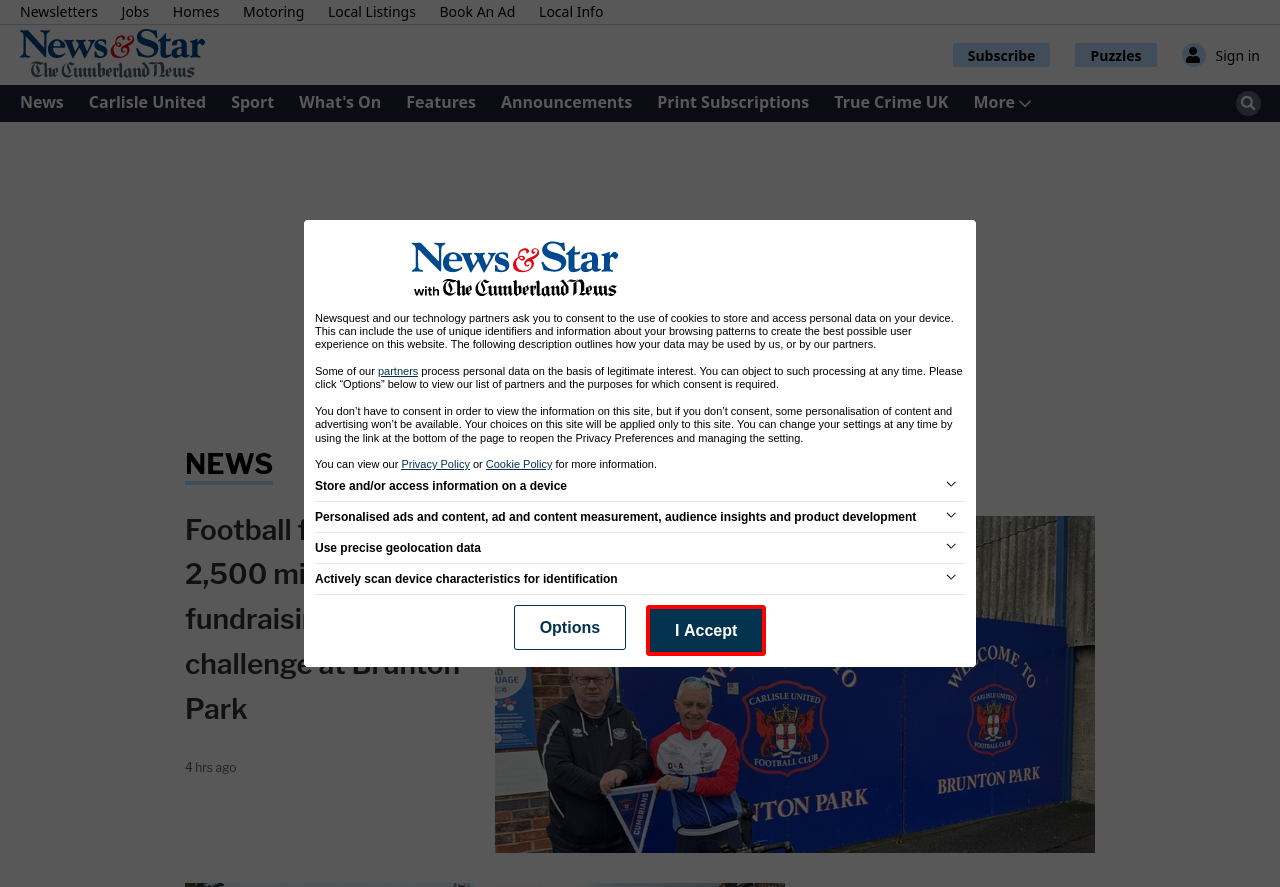 Newsletters Jobs Homes Motoring Local Listings Book An Ad Local Info
News&Star
The Cumberland News
Subscribe Puzzles Sign in
News Carlisle United Sport What's On Features Announcements Print Subscriptions True Crime UK More
News&Star
with The Cumberland News
Newsquest and our technology partners ask you to consent to the use of cookies to store and access personal data on your device.
This can include the use of unique identifiers and information about your browsing patterns to create the best possible user
experience on this website. The following description outlines how your data may be used by us, or by our partners.
Some of our partners process personal data on the basis of legitimate interest. You can object to such processing at any time. Please
click “Options” below to view our list of partners and the purposes for which consent is required.
You don’t have to consent in order to view the information on this site, but if you don’t consent, some personalisation of content and
advertising won’t be available. Your choices on this site will be applied only to this site. You can change your settings at any time by
using the link at the bottom of the page to reopen the Privacy Preferences and managing the setting.
You can view our Privacy Policy or Cookie Policy for more information.
Store and/or access information on a device
Personalised ads and content, ad and content measurement, audience insights and product development
Use precise geolocation data
Actively scan device characteristics for identification
Options I Accept
NEWS
Football
2,500
challenge at Brunton
Park
4 hrs ago
WELCOME TO
CARLISLE UNITED
FOOTBALL CLUB
CARLISLE UNITED
FOOTBALL CLUB
BRUNTON PARK
CUMBRIANS